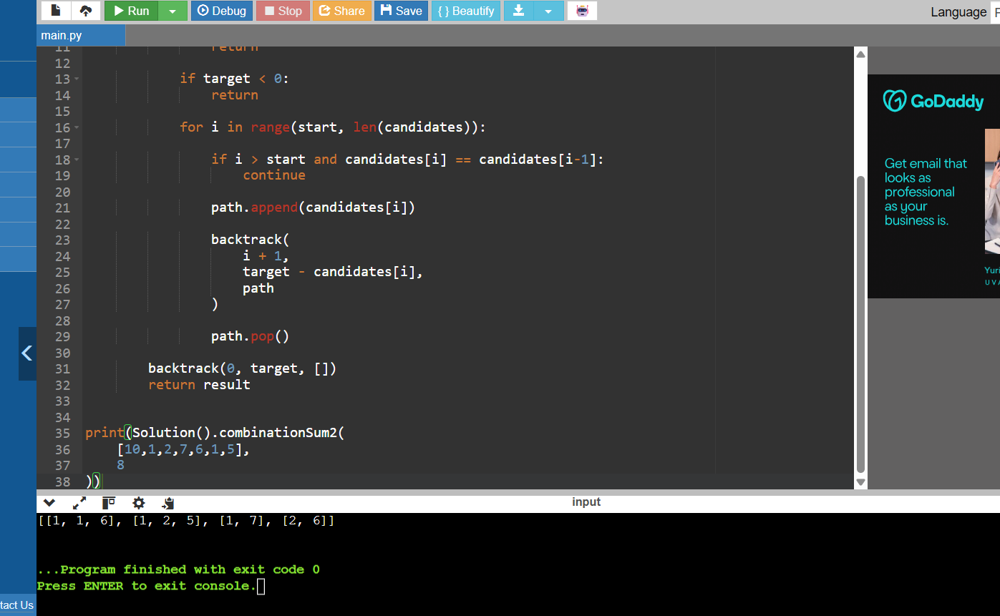 Run Debug Stop Share Save { } Beautify Language
main.py
11 return
12
13 if target < 0:
14 return
15
16 for i in range(start, len(candidates)):
17
18 if i > start and candidates[i] == candidates[i-1]:
19 continue
20
21 path.append(candidates[i])
22
23 backtrack(
24 i + 1,
25 target - candidates[i],
26 path
27 )
28
29 path.pop()
30
31 backtrack(0, target, [])
32 return result
33
34
35 print(Solution().combinationSum2(
36 [10,1,2,7,6,1,5],
37 8
38 ))
GoDaddy
Get email that
looks as
professional
as your
business is.
Yuri
UVA
input
[[1, 1, 6], [1, 2, 5], [1, 7], [2, 6]]
...Program finished with exit code 0
Press ENTER to exit console.
tact Us